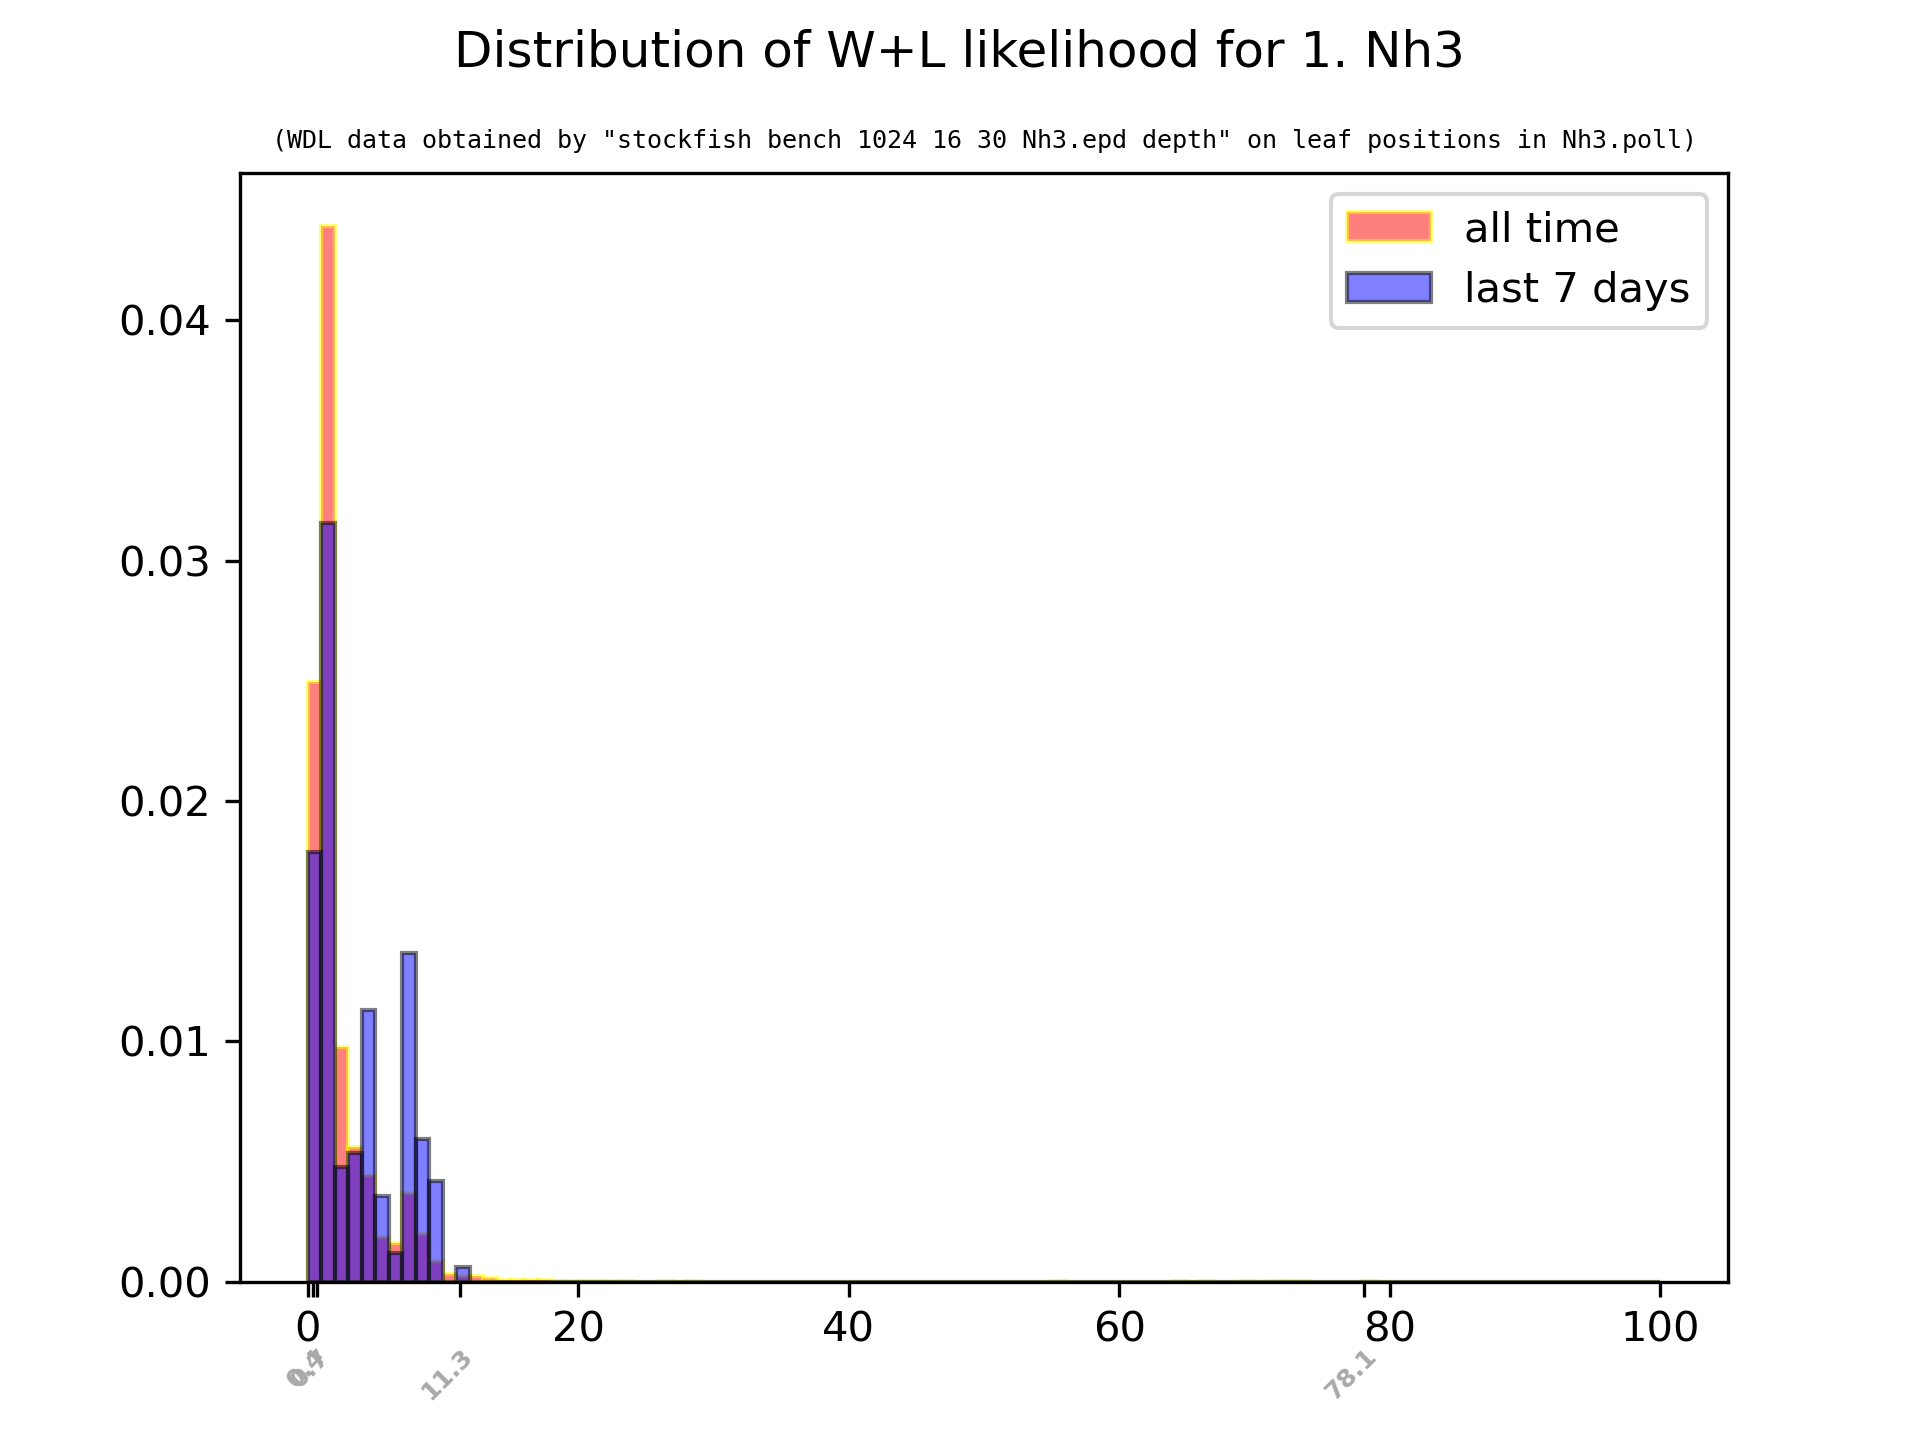 Distribution of W+L likelihood for 1. Nh3
(WDL data obtained by "stockfish bench 1024 16 30 Nh3.epd depth" on leaf positions in Nh3.poll)
all time
last 7 days
0.04
0.03
0.02
0.01
0.00
0 20 40 60 80 100
11.3 78.1